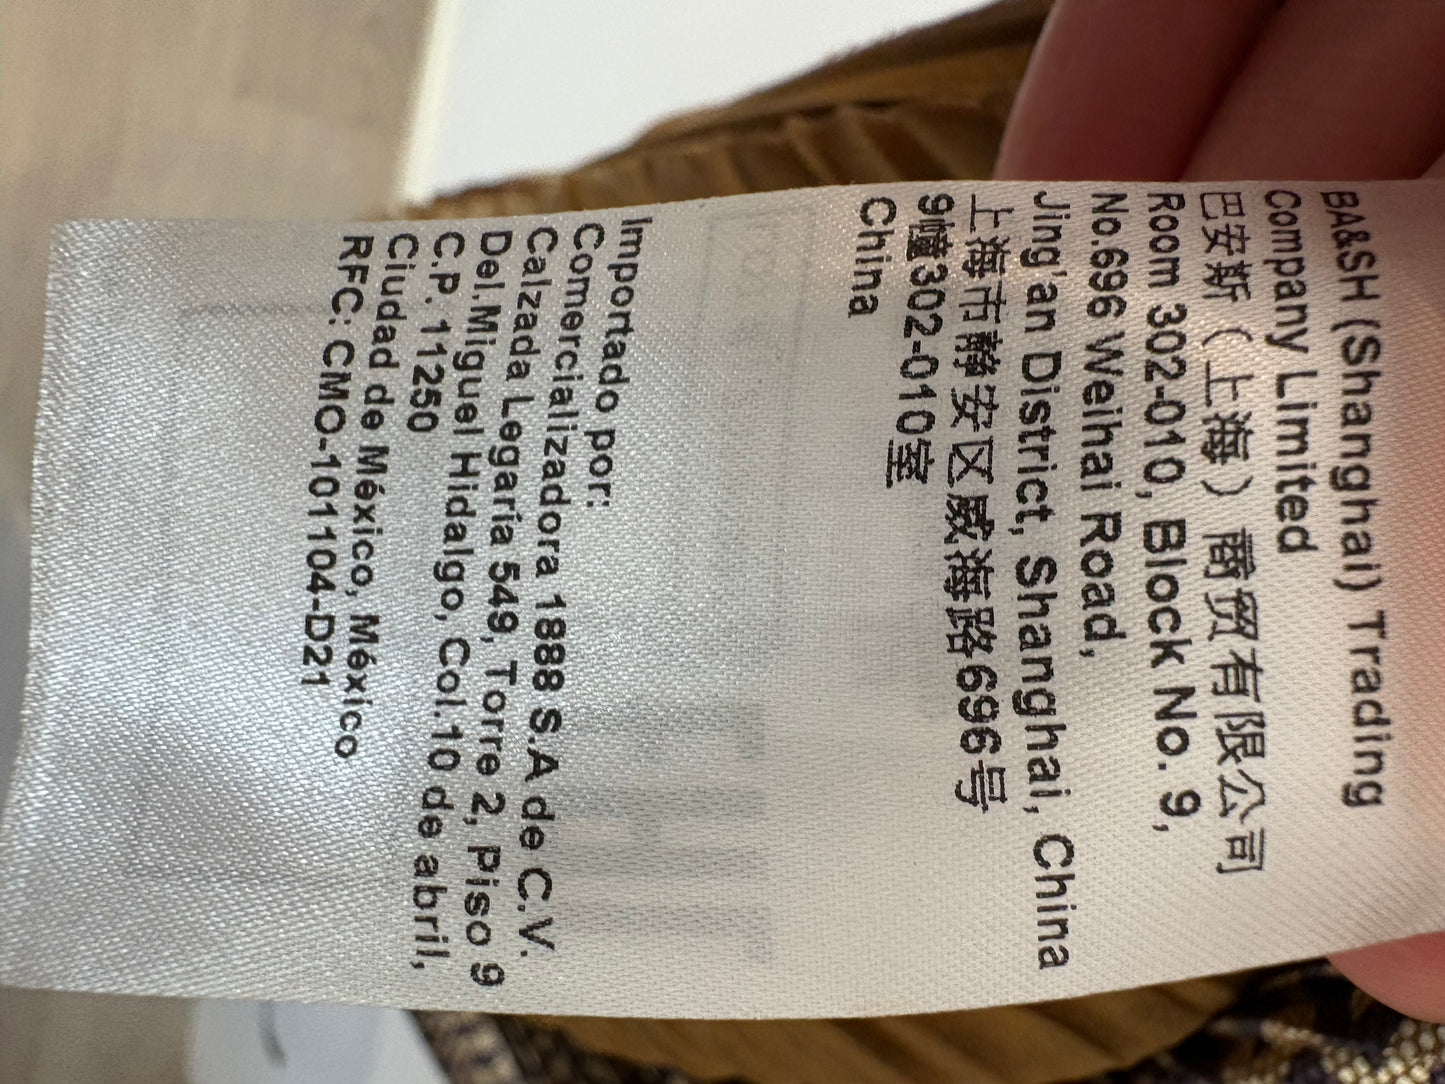 BA&SH (Shanghai) Trading
Company Limited
巴安斯（上海）商贸有限公司
Room 302-010, Block No. 9,
No.696 Weihai Road,
Jing'an District, Shanghai, China
上海市静安区威海路696号
9幢302-010室
China
Importado por:
Comercializadora 1888 S.A de C.V.
Calzada Legaría 549, Torre 2, Piso 9
Del.Miguel Hidalgo, Col.10 de abril,
C.P. 11250
Ciudad de México, México
RFC: CMO-101104-D21